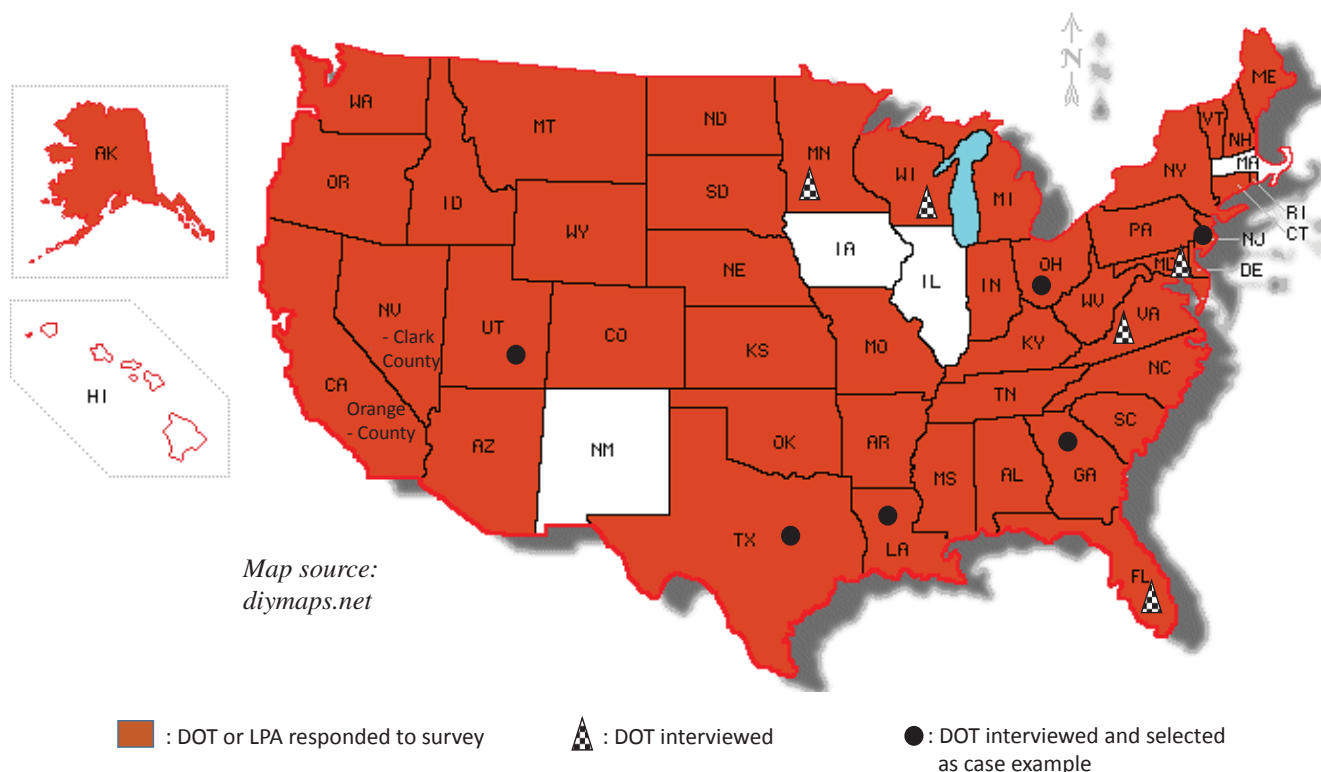 N
ME
WA
VT
NH
MT
ND
MN
AK
MA
OR
WI
NY
SD
ID
MI
RI
WY
CT
PA
NJ
IA
OH
MD
DE
NE
IL
IN
NV
UT
WV
VA
- Clark
County
CO
KS
MO
KY
NC
CA
HI
TN
Orange
- County
SC
OK
AR
AZ
NM
MS
AL
GA
TX
LA
Map source:
diymaps.net
FL
: DOT or LPA responded to survey
: DOT interviewed
: DOT interviewed and selected
as case example